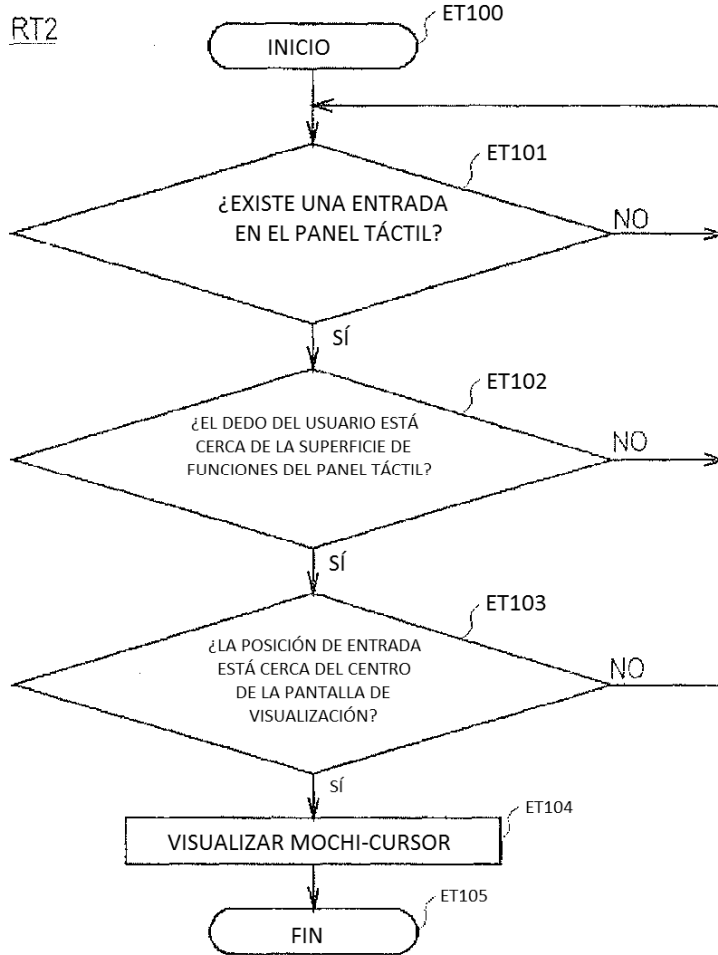 RT2
ET100
INICIO
ET101
¿EXISTE UNA ENTRADA
EN EL PANEL TÁCTIL?
NO
SÍ
ET102
¿EL DEDO DEL USUARIO ESTÁ
CERCA DE LA SUPERFICIE DE
FUNCIONES DEL PANEL TÁCTIL?
NO
SÍ
ET103
¿LA POSICIÓN DE ENTRADA
ESTÁ CERCA DEL CENTRO
DE LA PANTALLA DE
VISUALIZACIÓN?
NO
SÍ
ET104
VISUALIZAR MOCHI-CURSOR
ET105
FIN